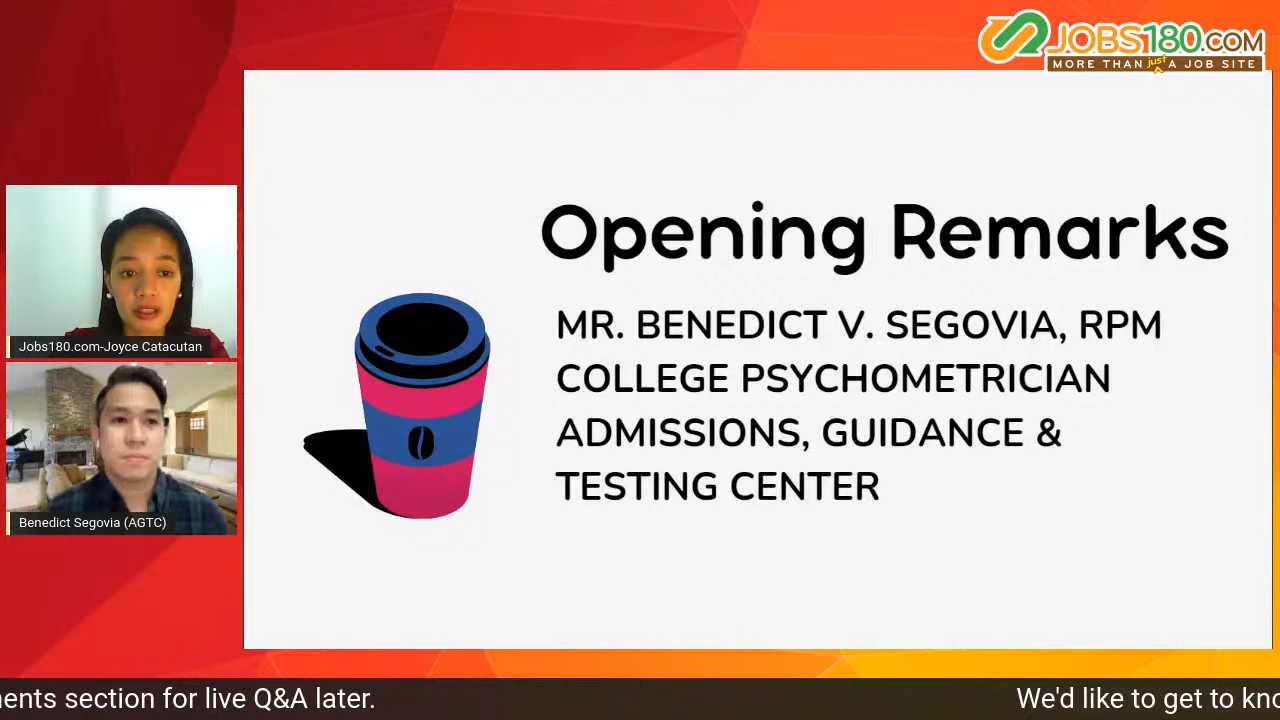 JOBS180.COM
MORE THAN just A JOB SITE
Opening Remarks
MR. BENEDICT V. SEGOVIA, RPM
COLLEGE PSYCHOMETRICIAN
ADMISSIONS, GUIDANCE &
TESTING CENTER
Jobs180.com-Joyce Catacutan
Benedict Segovia (AGTC)
ents section for live Q&A later.
We'd like to get to kno